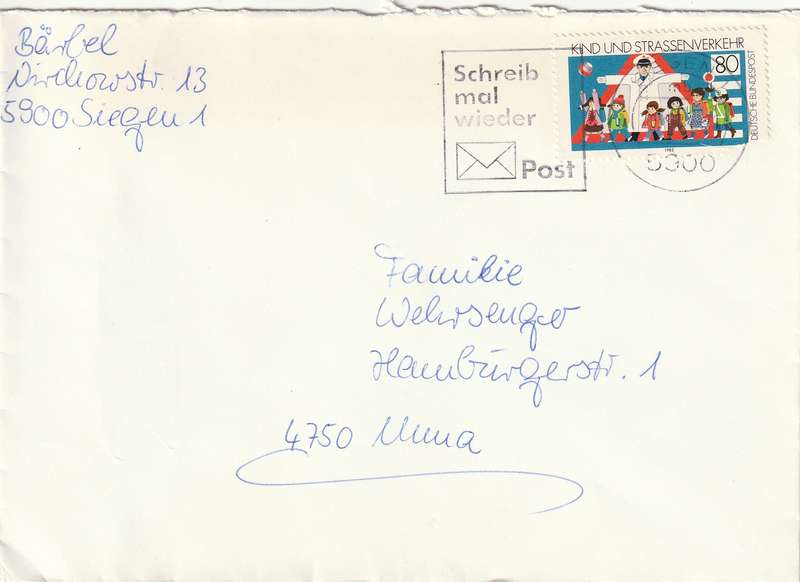 Bärbel
Virchowstr. 13
5900 Siegen 1
Schreib
mal
wieder
Post
KIND UND STRASSENVERKEHR
80
DEUTSCHE BUNDESPOST
1983
5900
Familie
Wehrsenger
Hamburgerstr. 1
4750 Unna